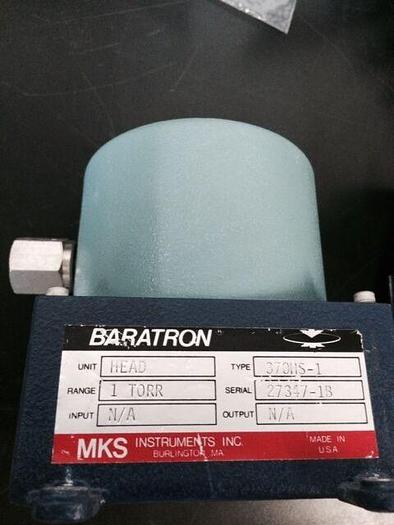 BARATRON
UNIT HEAD TYPE 370HS-1
RANGE 1 TORR SERIAL 27347-1B
INPUT N/A OUTPUT N/A
MKS INSTRUMENTS INC. MADE IN
BURLINGTON MA U.S.A